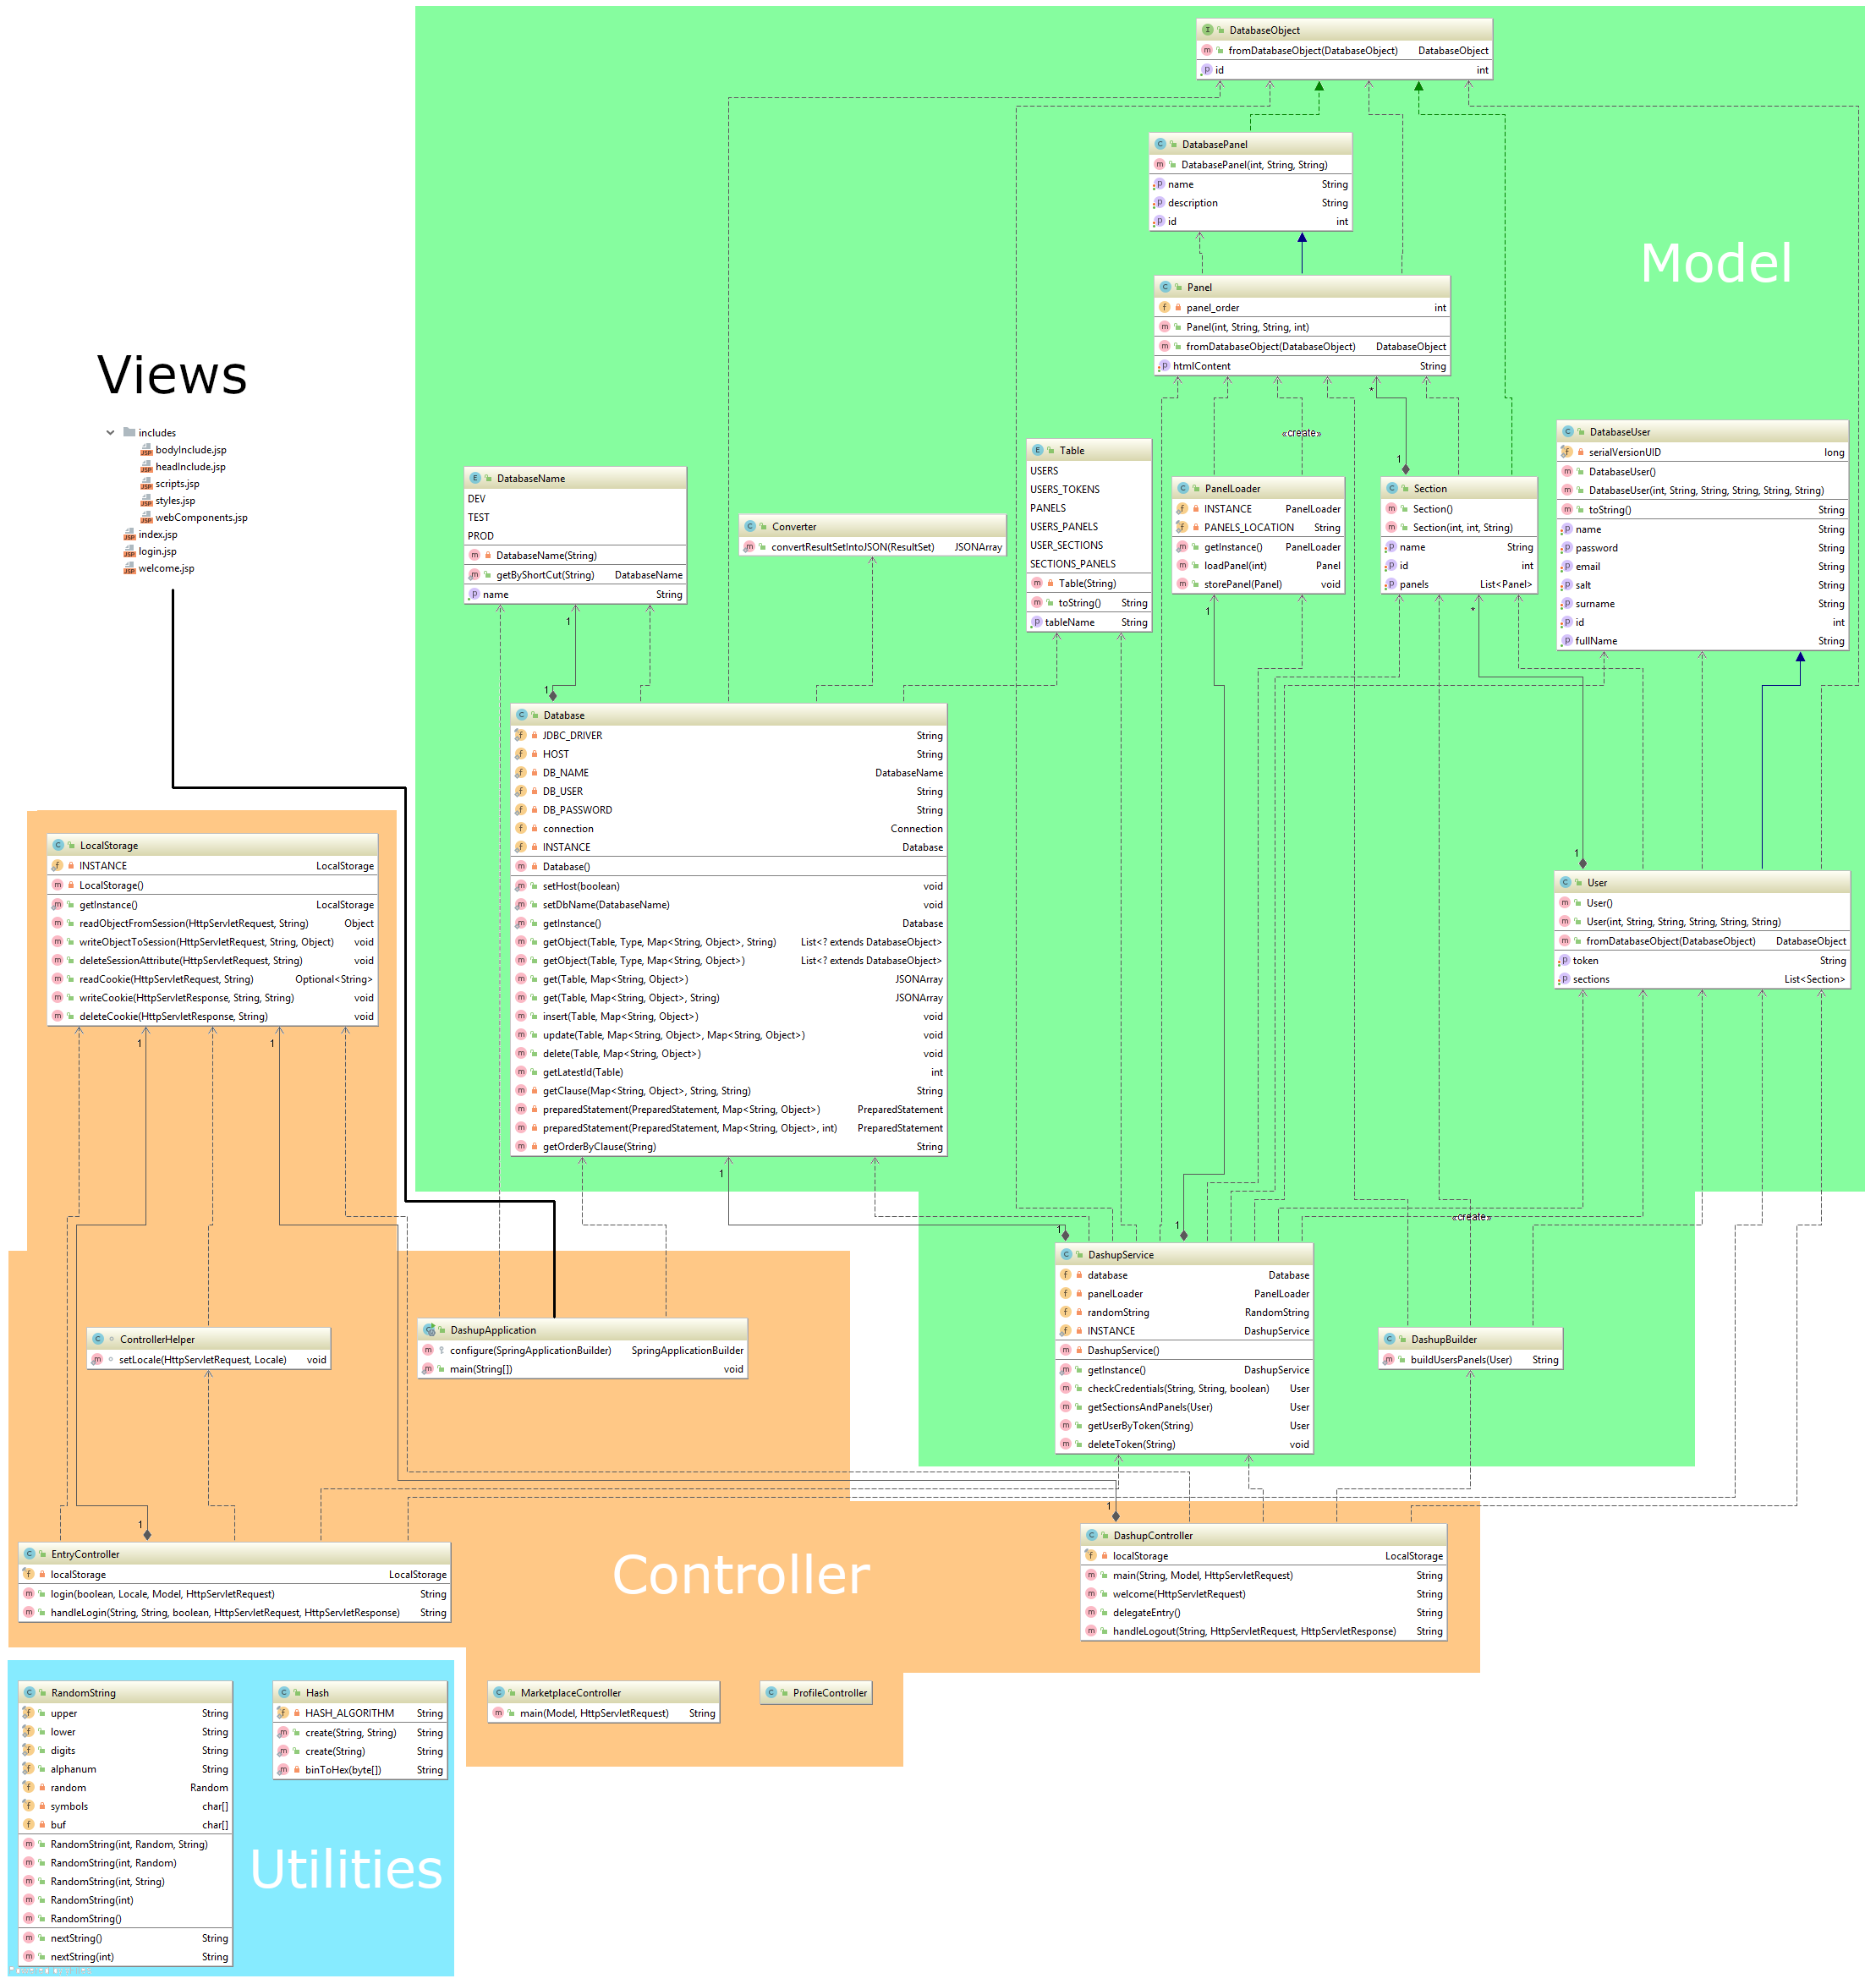 DatabaseObject
fromDatabaseObject(DatabaseObject) DatabaseObject
id int
DatabasePanel
DatabasePanel(int, String, String)
name String
description String
id int
Model
Panel
panel_order int
Panel(int, String, String, int)
fromDatabaseObject(DatabaseObject) DatabaseObject
htmlContent String
Views
includes
bodyInclude.jsp
headInclude.jsp
scripts.jsp
styles.jsp
webComponents.jsp
index.jsp
login.jsp
welcome.jsp
DatabaseName
DEV
TEST
PROD
DatabaseName(String)
getByShortCut(String) DatabaseName
name String
Converter
convertResultSetIntoJSON(ResultSet) JSONArray
Table
USERS
USERS_TOKENS
PANELS
USERS_PANELS
USER_SECTIONS
SECTIONS_PANELS
Table(String)
toString() String
tableName String
«create»
* 1
PanelLoader
INSTANCE PanelLoader
PANELS_LOCATION String
getInstance() PanelLoader
loadPanel(int) Panel
storePanel(Panel) void
Section
Section()
Section(int, int, String)
name String
id int
panels List<Panel>
DatabaseUser
serialVersionUID long
DatabaseUser()
DatabaseUser(int, String, String, String, String, String)
toString() String
name String
password String
email String
salt String
surname String
id int
fullName String
1 1
1 *
Database
JDBC_DRIVER String
HOST String
DB_NAME DatabaseName
DB_USER String
DB_PASSWORD String
connection Connection
INSTANCE Database
Database()
setHost(boolean) void
setDbName(DatabaseName) void
getInstance() Database
getObject(Table, Type, Map<String, Object>, String) List<? extends DatabaseObject>
getObject(Table, Type, Map<String, Object>) List<? extends DatabaseObject>
get(Table, Map<String, Object>) JSONArray
get(Table, Map<String, Object>, String) JSONArray
insert(Table, Map<String, Object>) void
update(Table, Map<String, Object>, Map<String, Object>) void
delete(Table, Map<String, Object>) void
getLatestId(Table) int
getClause(Map<String, Object>, String, String) String
preparedStatement(PreparedStatement, Map<String, Object>) PreparedStatement
preparedStatement(PreparedStatement, Map<String, Object>, int) PreparedStatement
getOrderByClause(String) String
LocalStorage
INSTANCE LocalStorage
LocalStorage()
getInstance() LocalStorage
readObjectFromSession(HttpServletRequest, String) Object
writeObjectToSession(HttpServletRequest, String, Object) void
deleteSessionAttribute(HttpServletRequest, String) void
readCookie(HttpServletRequest, String) Optional<String>
writeCookie(HttpServletResponse, String, String) void
deleteCookie(HttpServletResponse, String) void
1
User
User()
User(int, String, String, String, String, String)
fromDatabaseObject(DatabaseObject) DatabaseObject
token String
sections List<Section>
1 1
1 1 1
«create»
DashupService
database Database
panelLoader PanelLoader
randomString RandomString
INSTANCE DashupService
DashupService()
getInstance() DashupService
checkCredentials(String, String, boolean) User
getSectionsAndPanels(User) User
getUserByToken(String) User
deleteToken(String) void
ControllerHelper
setLocale(HttpServletRequest, Locale) void
DashupApplication
configure(SpringApplicationBuilder) SpringApplicationBuilder
main(String[]) void
DashupBuilder
buildUsersPanels(User) String
1 1
EntryController
localStorage LocalStorage
login(boolean, Locale, Model, HttpServletRequest) String
handleLogin(String, String, boolean, HttpServletRequest, HttpServletResponse) String
Controller
DashupController
localStorage LocalStorage
main(String, Model, HttpServletRequest) String
welcome(HttpServletRequest) String
delegateEntry() String
handleLogout(String, HttpServletRequest, HttpServletResponse) String
RandomString
upper String
lower String
digits String
alphanum String
random Random
symbols char[]
buf char[]
RandomString(int, Random, String)
RandomString(int, Random)
RandomString(int, String)
RandomString(int)
RandomString()
nextString() String
nextString(int) String
Hash
HASH_ALGORITHM String
create(String, String) String
create(String) String
binToHex(byte[]) String
Utilities
MarketplaceController
main(Model, HttpServletRequest) String
ProfileController